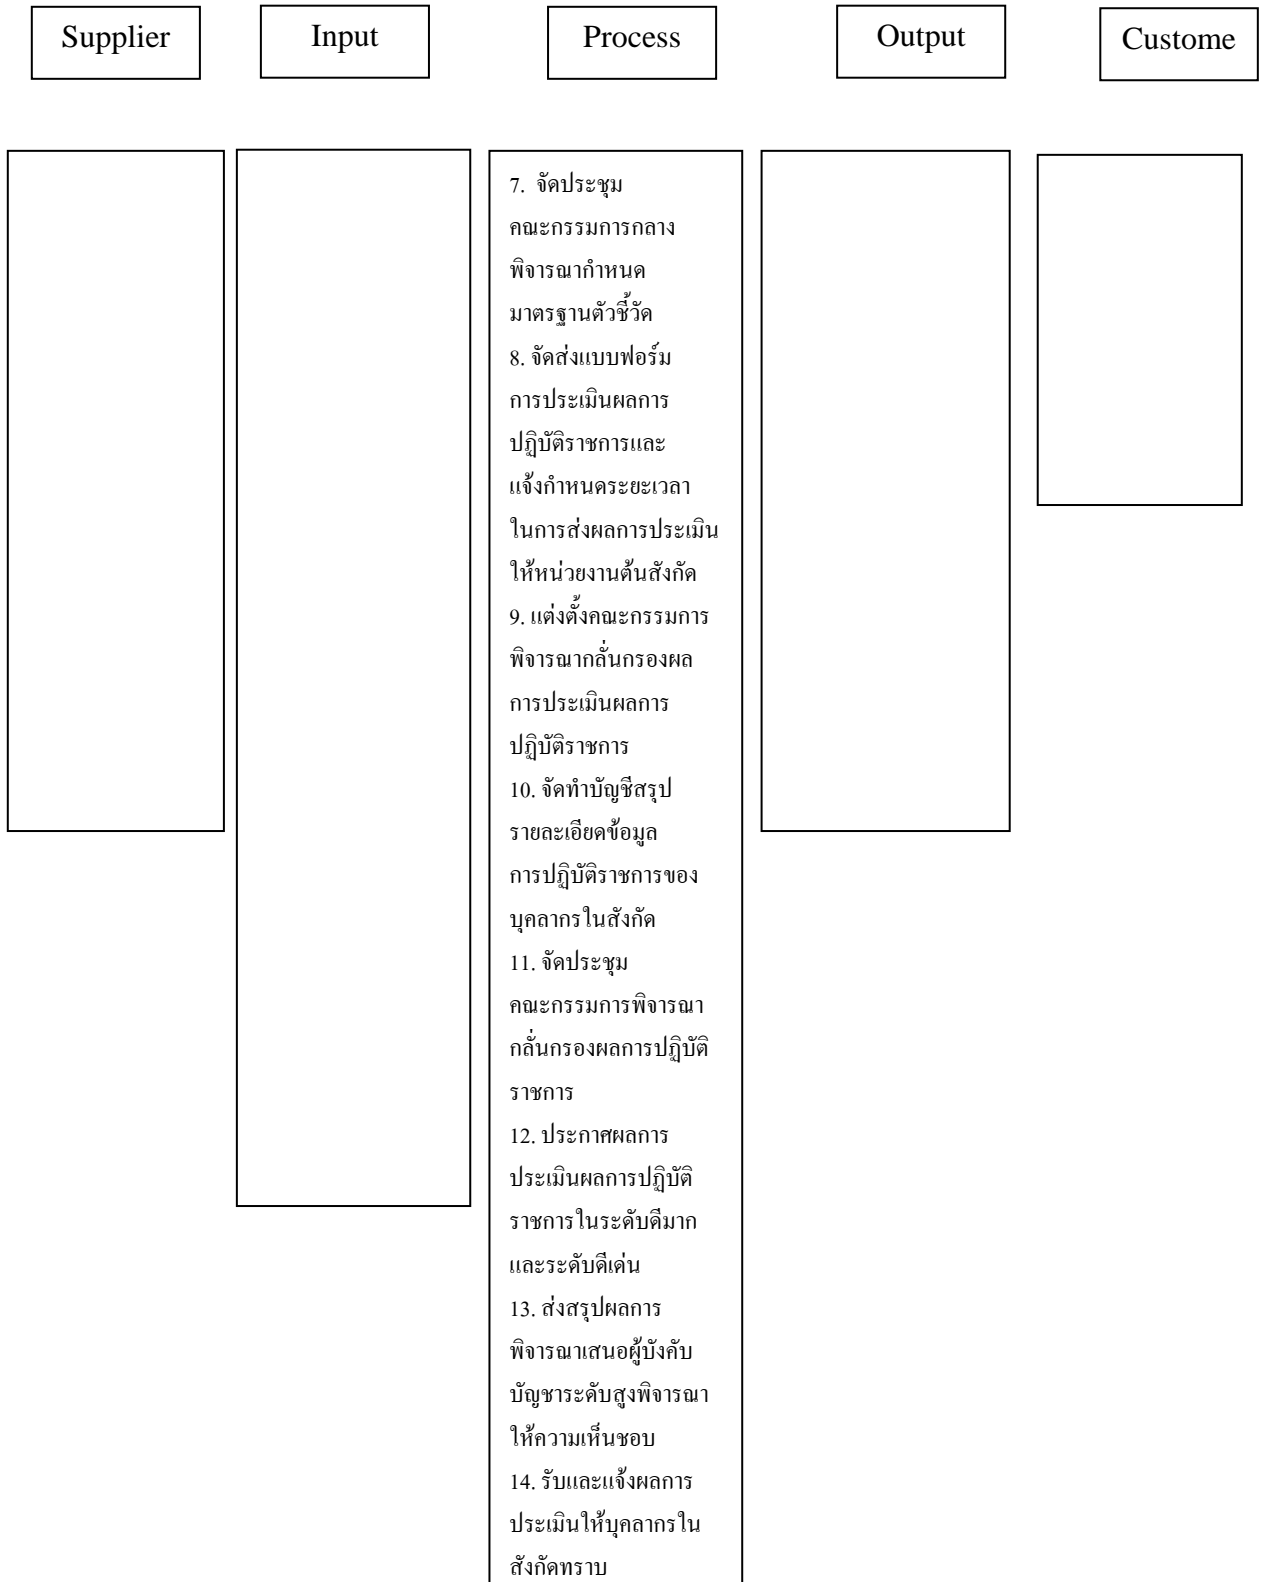 Supplier
Input
Process
Output
Custome
7. จัดประชุม
คณะกรรมการกลาง
พิจารณากำหนด
มาตรฐานตัวชี้วัด
8. จัดส่งแบบฟอร์ม
การประเมินผลการ
ปฏิบัติราชการและ
แจ้งกำหนดระยะเวลา
ในการส่งผลการประเมิน
ให้หน่วยงานต้นสังกัด
9. แต่งตั้งคณะกรรมการ
พิจารณากลั่นกรองผล
การประเมินผลการ
ปฏิบัติราชการ
10. จัดทำบัญชีสรุป
รายละเอียดข้อมูล
การปฏิบัติราชการของ
บุคลากรในสังกัด
11. จัดประชุม
คณะกรรมการพิจารณา
กลั่นกรองผลการปฏิบัติ
ราชการ
12. ประกาศผลการ
ประเมินผลการปฏิบัติ
ราชการในระดับดีมาก
และระดับดีเด่น
13. ส่งสรุปผลการ
พิจารณาเสนอผู้บังคับ
บัญชาระดับสูงพิจารณา
ให้ความเห็นชอบ
14. รับและแจ้งผลการ
ประเมินให้บุคลากรใน
สังกัดทราบ